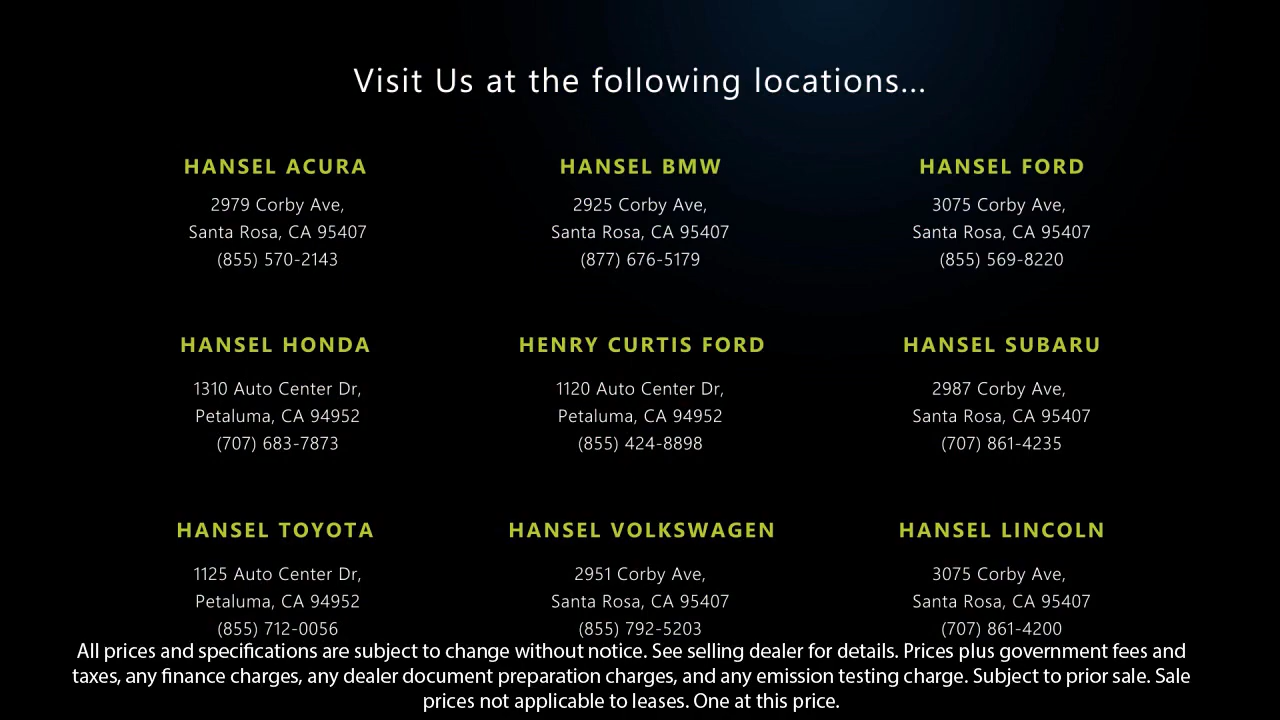 Visit Us at the following locations...
HANSEL ACURA
2979 Corby Ave,
Santa Rosa, CA 95407
(855) 570-2143
HANSEL BMW
2925 Corby Ave,
Santa Rosa, CA 95407
(877) 676-5179
HANSEL FORD
3075 Corby Ave,
Santa Rosa, CA 95407
(855) 569-8220
HANSEL HONDA
1310 Auto Center Dr,
Petaluma, CA 94952
(707) 683-7873
HENRY CURTIS FORD
1120 Auto Center Dr,
Petaluma, CA 94952
(855) 424-8898
HANSEL SUBARU
2987 Corby Ave,
Santa Rosa, CA 95407
(707) 861-4235
HANSEL TOYOTA
1125 Auto Center Dr,
Petaluma, CA 94952
(855) 712-0056
HANSEL VOLKSWAGEN
2951 Corby Ave,
Santa Rosa, CA 95407
(855) 792-5203
HANSEL LINCOLN
3075 Corby Ave,
Santa Rosa, CA 95407
(707) 861-4200
All prices and specifications are subject to change without notice. See selling dealer for details. Prices plus government fees and
taxes, any finance charges, any dealer document preparation charges, and any emission testing charge. Subject to prior sale. Sale
prices not applicable to leases. One at this price.